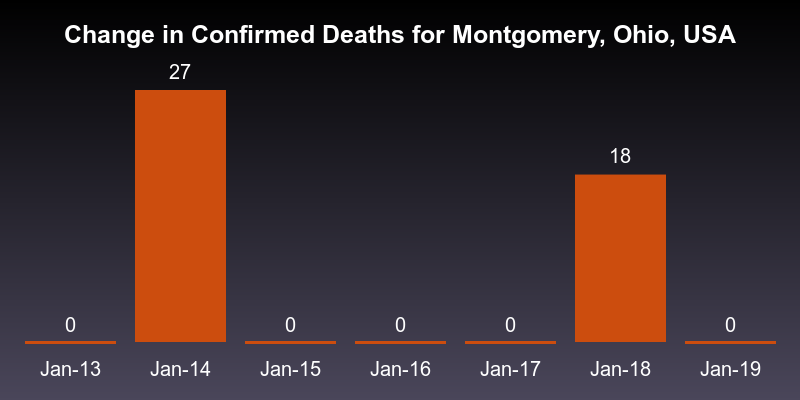 Change in Confirmed Deaths for Montgomery, Ohio, USA
27
18
0 0 0 0 0
Jan-13 Jan-14 Jan-15 Jan-16 Jan-17 Jan-18 Jan-19